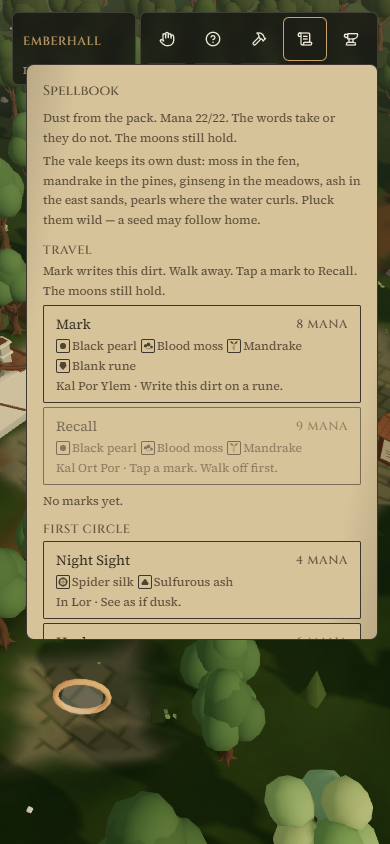 EMBERHALL
SPELLBOOK
Dust from the pack. Mana 22/22. The words take or
they do not. The moons still hold.
The vale keeps its own dust: moss in the fen,
mandrake in the pines, ginseng in the meadows, ash in
the east sands, pearls where the water curls. Pluck
them wild — a seed may follow home.
TRAVEL
Mark writes this dirt. Walk away. Tap a mark to Recall.
The moons still hold.
Mark 8 MANA
Black pearl Blood moss Mandrake
Blank rune
Kal Por Ylem · Write this dirt on a rune.
Recall 9 MANA
Black pearl Blood moss Mandrake
Kal Ort Por · Tap a mark. Walk off first.
No marks yet.
FIRST CIRCLE
Night Sight 4 MANA
Spider silk Sulfurous ash
In Lor · See as if dusk.